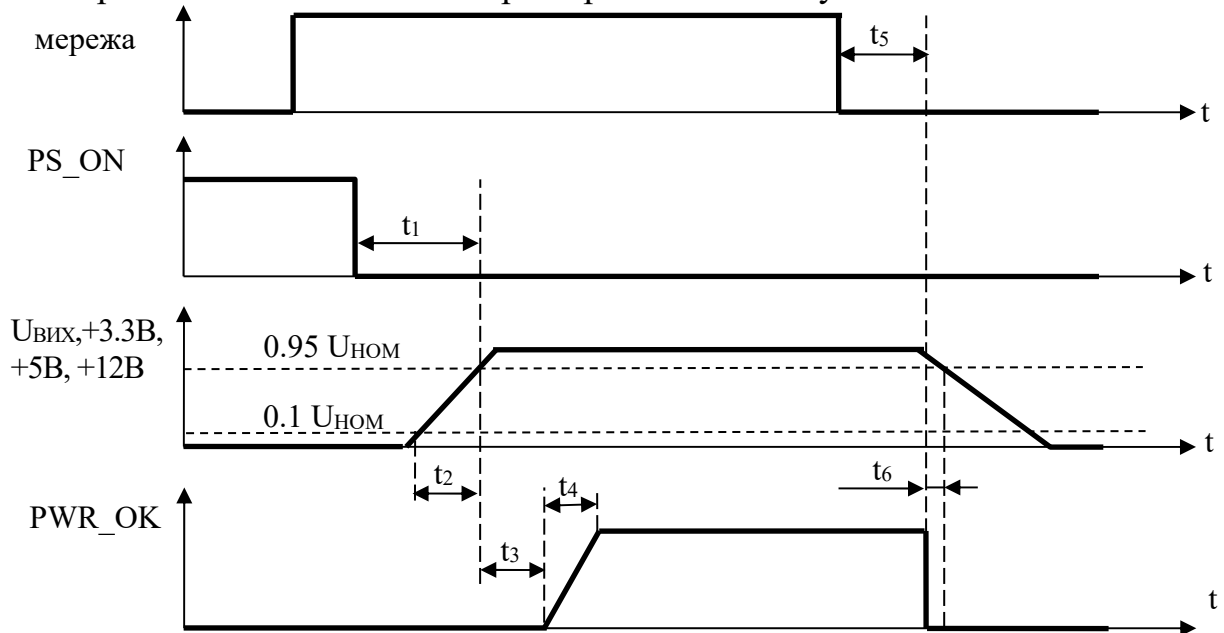 мережа
t5
t
PS_ON
t1
t
UВИХ,+3.3В,
+5В, +12В
0.95 UНОМ
0.1 UНОМ
t
t2
t4
t6
PWR_OK
t3
t